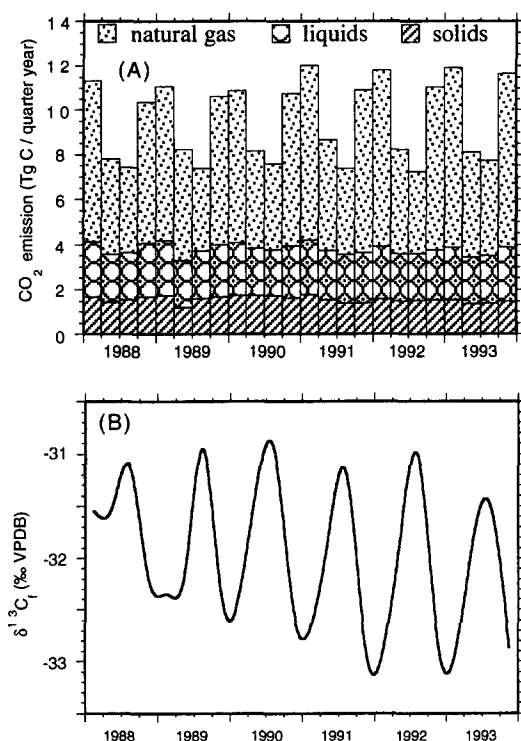 natural gas liquids solids
(A)
CO2 emission (Tg C / quarter year)
14
12
10
8
6
4
2
0
1988 1989 1990 1991 1992 1993
(B)
δ13Cf (‰ VPDB)
-31
-32
-33
1988 1989 1990 1991 1992 1993